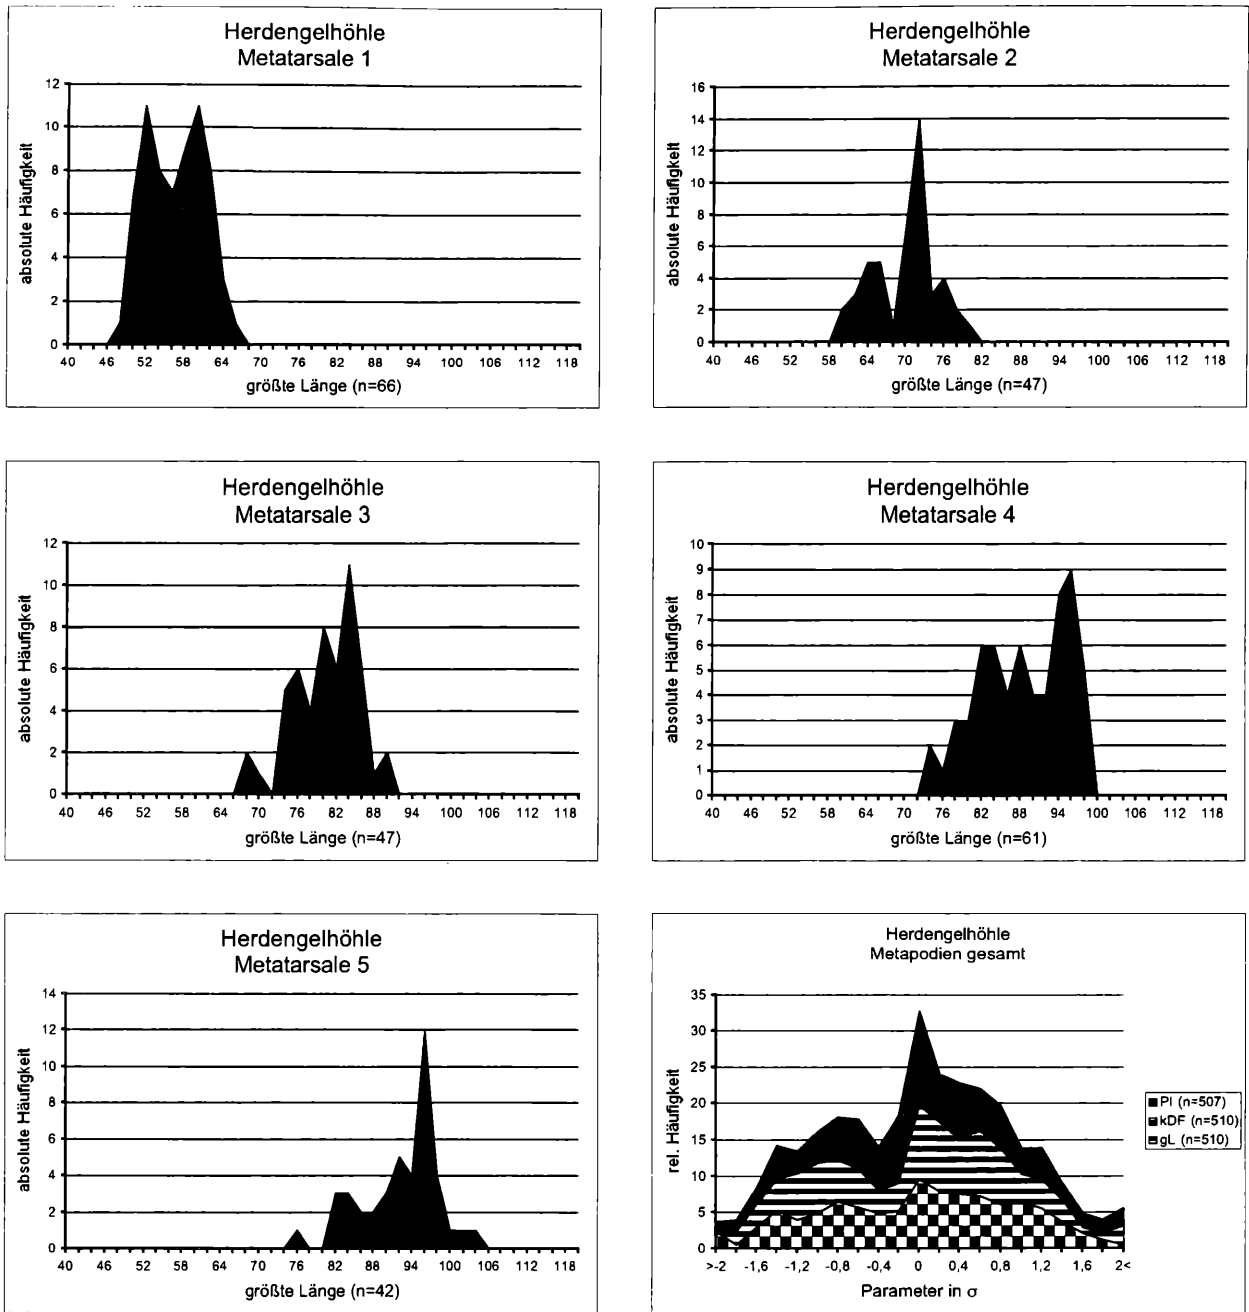 Herdengelhöhle
Metatarsale 1
absolute Häufigkeit
12
10
8
6
4
2
0
40 46 52 58 64 70 76 82 88 94 100 106 112 118
größte Länge (n=66)
Herdengelhöhle
Metatarsale 2
absolute Häufigkeit
16
14
12
10
8
6
4
2
0
40 46 52 58 64 70 76 82 88 94 100 106 112 118
größte Länge (n=47)
Herdengelhöhle
Metatarsale 3
absolute Häufigkeit
12
10
8
6
4
2
0
40 46 52 58 64 70 76 82 88 94 100 106 112 118
größte Länge (n=47)
Herdengelhöhle
Metatarsale 4
absolute Häufigkeit
10
9
8
7
6
5
4
3
2
1
0
40 46 52 58 64 70 76 82 88 94 100 106 112 118
größte Länge (n=61)
Herdengelhöhle
Metatarsale 5
absolute Häufigkeit
14
12
10
8
6
4
2
0
40 46 52 58 64 70 76 82 88 94 100 106 112 118
größte Länge (n=42)
Herdengelhöhle
Metapodien gesamt
rel. Häufigkeit
35
30
25
20
15
10
5
0
>-2 -1,6 -1,2 -0,8 -0,4 0 0,4 0,8 1,2 1,6 2<
Parameter in σ
PI (n=507)
kDF (n=510)
gL (n=510)